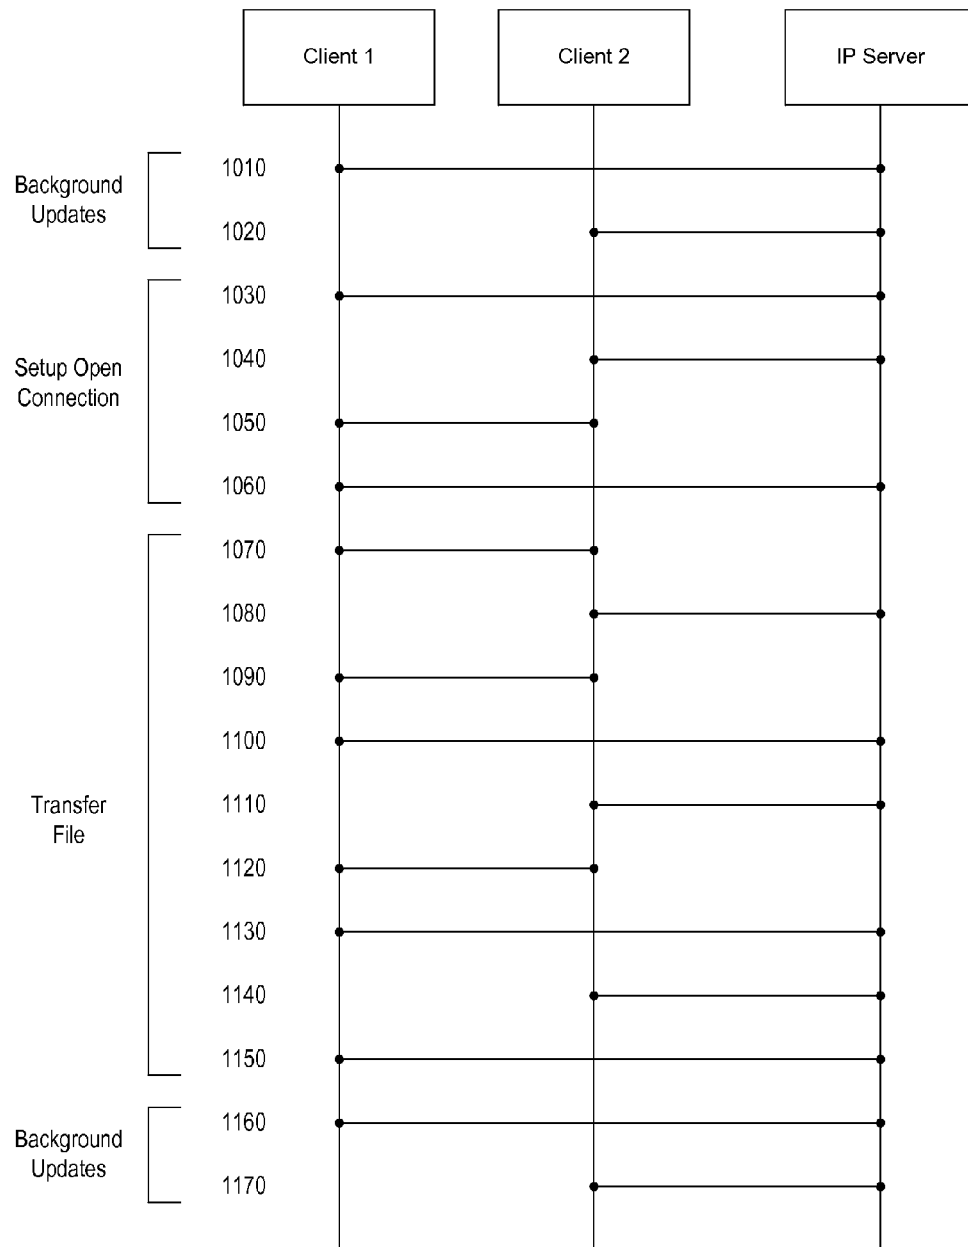 Client 1
Client 2
IP Server
Background
Updates
1010
1020
Setup Open
Connection
1030
1040
1050
1060
Transfer
File
1070
1080
1090
1100
1110
1120
1130
1140
1150
Background
Updates
1160
1170